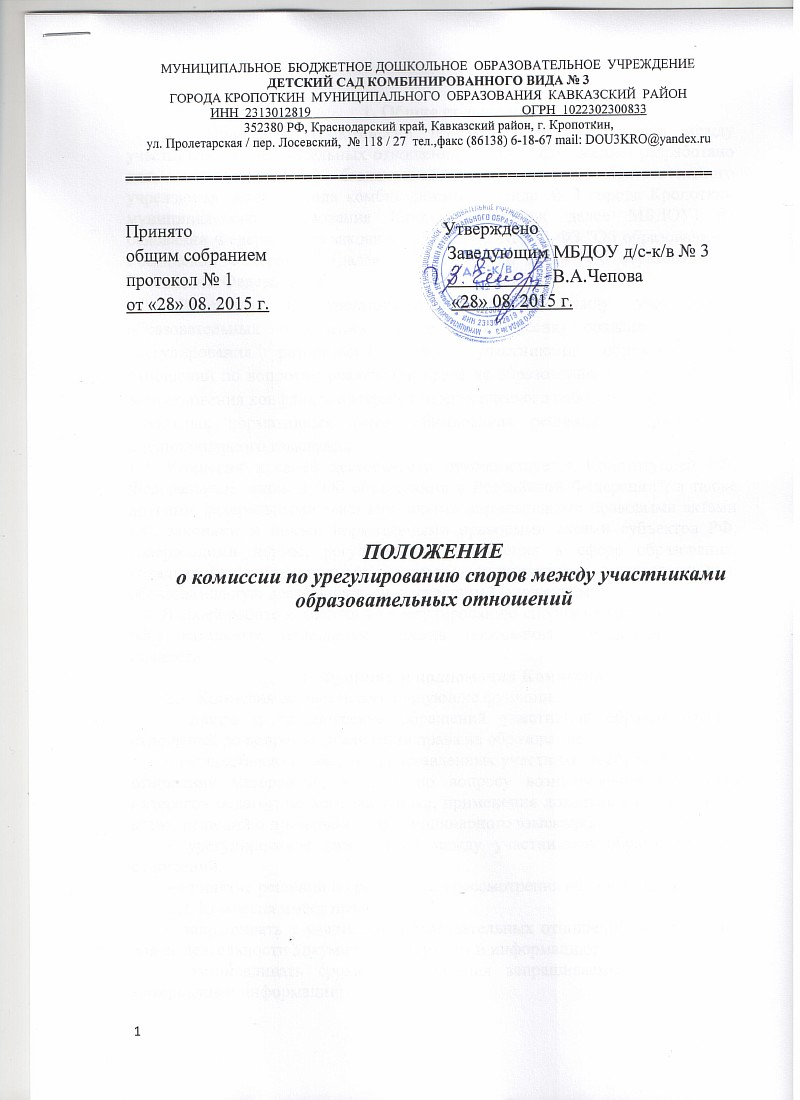 МУНИЦИПАЛЬНОЕ БЮДЖЕТНОЕ ДОШКОЛЬНОЕ ОБРАЗОВАТЕЛЬНОЕ УЧРЕЖДЕНИЕ
ДЕТСКИЙ САД КОМБИНИРОВАННОГО ВИДА № 3
ГОРОДА КРОПОТКИН МУНИЦИПАЛЬНОГО ОБРАЗОВАНИЯ КАВКАЗСКИЙ РАЙОН
ИНН 2313012819 ОГРН 1022302300833
352380 РФ, Краснодарский край, Кавказский район, г. Кропоткин,
ул. Пролетарская / пер. Лосевский, № 118 / 27 тел.,факс (86138) 6-18-67 mail: DOU3KRO@yandex.ru
Принято Утверждено
общим собранием Заведующим МБДОУ д/с-к/в № 3
протокол № 1 В.А.Чепова
от «28» 08. 2015 г. «28» 08. 2015 г.
ПОЛОЖЕНИЕ
о комиссии по урегулированию споров между участниками
образовательных отношений
1